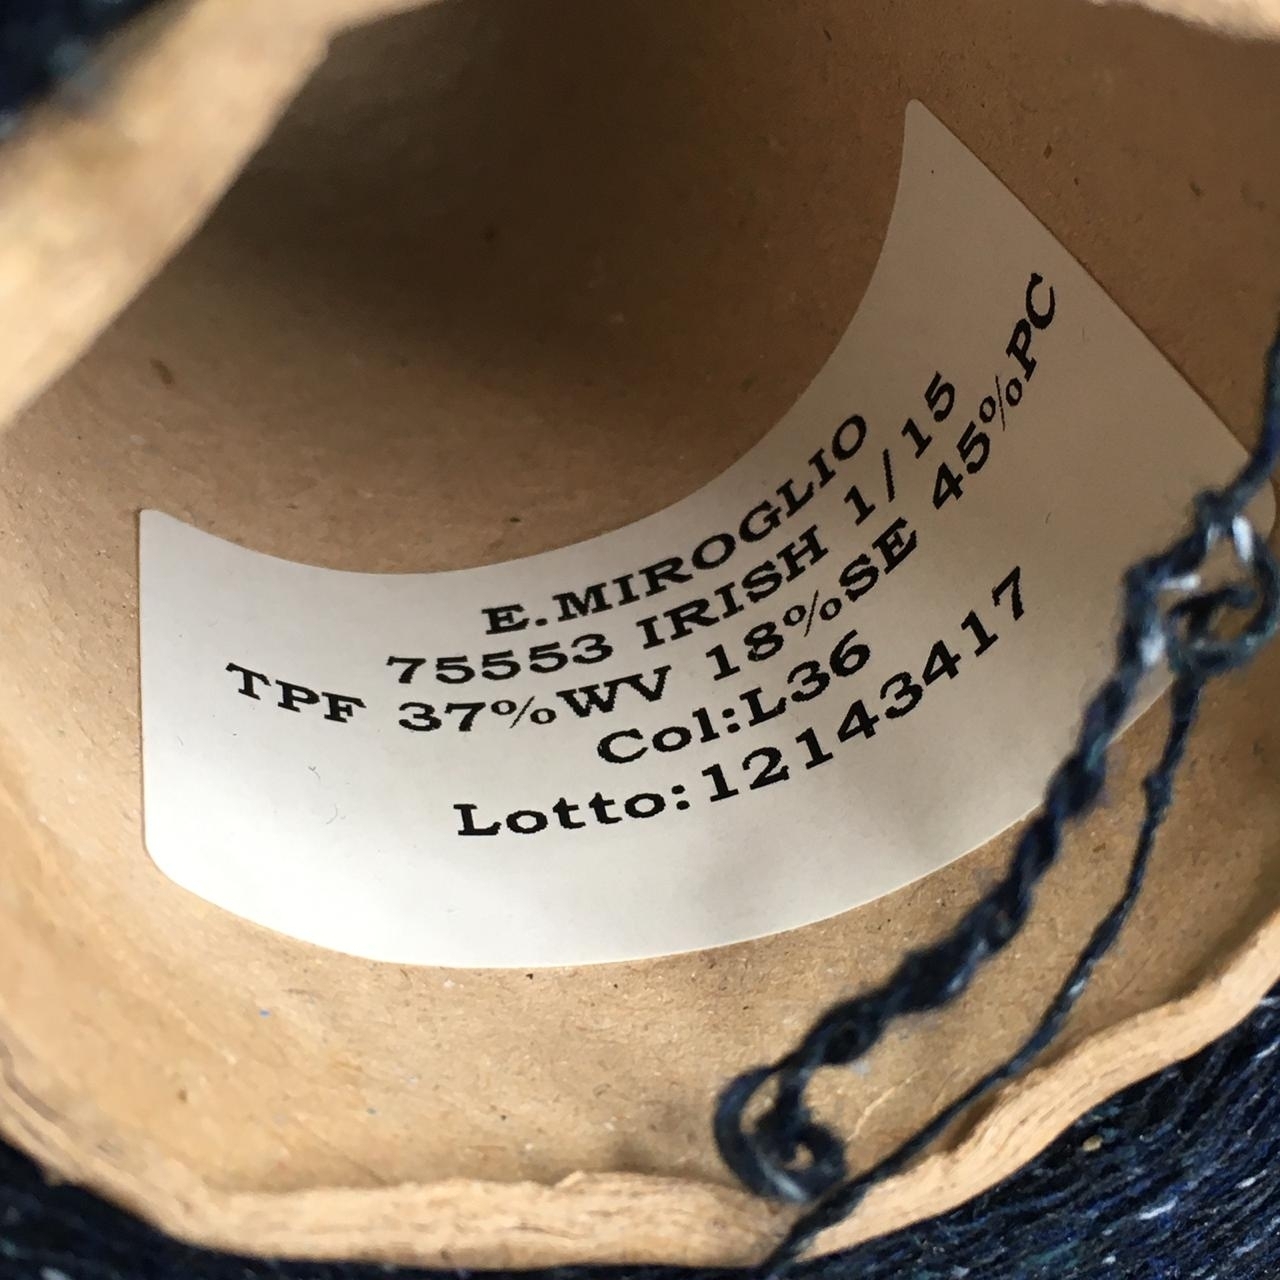 E.MIROGLIO
75553 IRISH 1/15
TPF 37%WV 18%SE 45%PC
Col:L36
Lotto:12143417